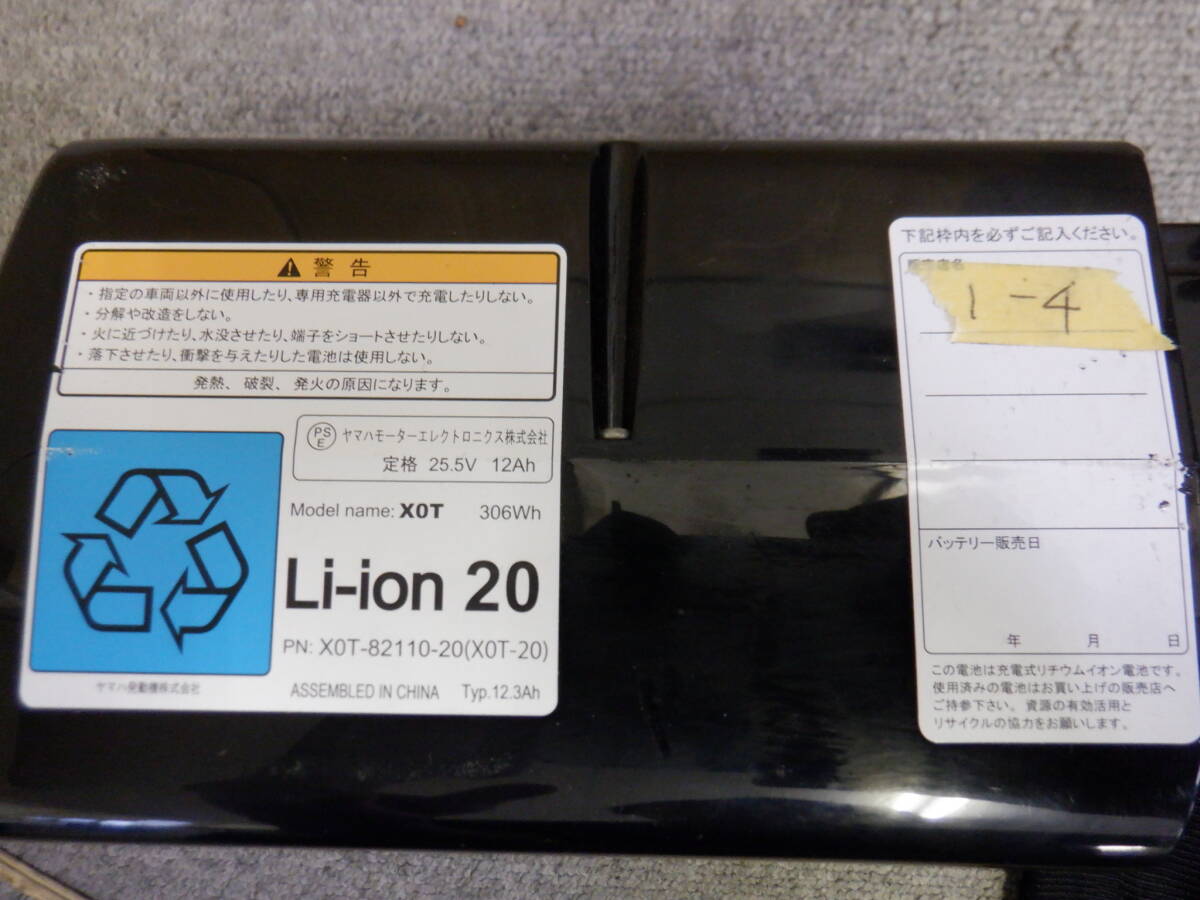 警告
・指定の車両以外に使用したり、専用充電器以外で充電したりしない。
・分解や改造をしない。
・火に近づけたり、水没させたり、端子をショートさせたりしない。
・落下させたり、衝撃を与えたりした電池は使用しない。
発熱、破裂、発火の原因になります。
PS
E
ヤマハモーターエレクトロニクス株式会社
定格 25.5V 12Ah
Model name: X0T 306Wh
Li-ion 20
PN: X0T-82110-20(X0T-20)
ASSEMBLED IN CHINA Typ.12.3Ah
ヤマハ発動機株式会社
下記枠内を必ずご記入ください。
販売店名
1-4
バッテリー販売日
年 月 日
この電池は充電式リチウムイオン電池です。
使用済みの電池はお買い上げの販売店へ
ご持参下さい。資源の有効活用と
リサイクルの協力をお願いします。